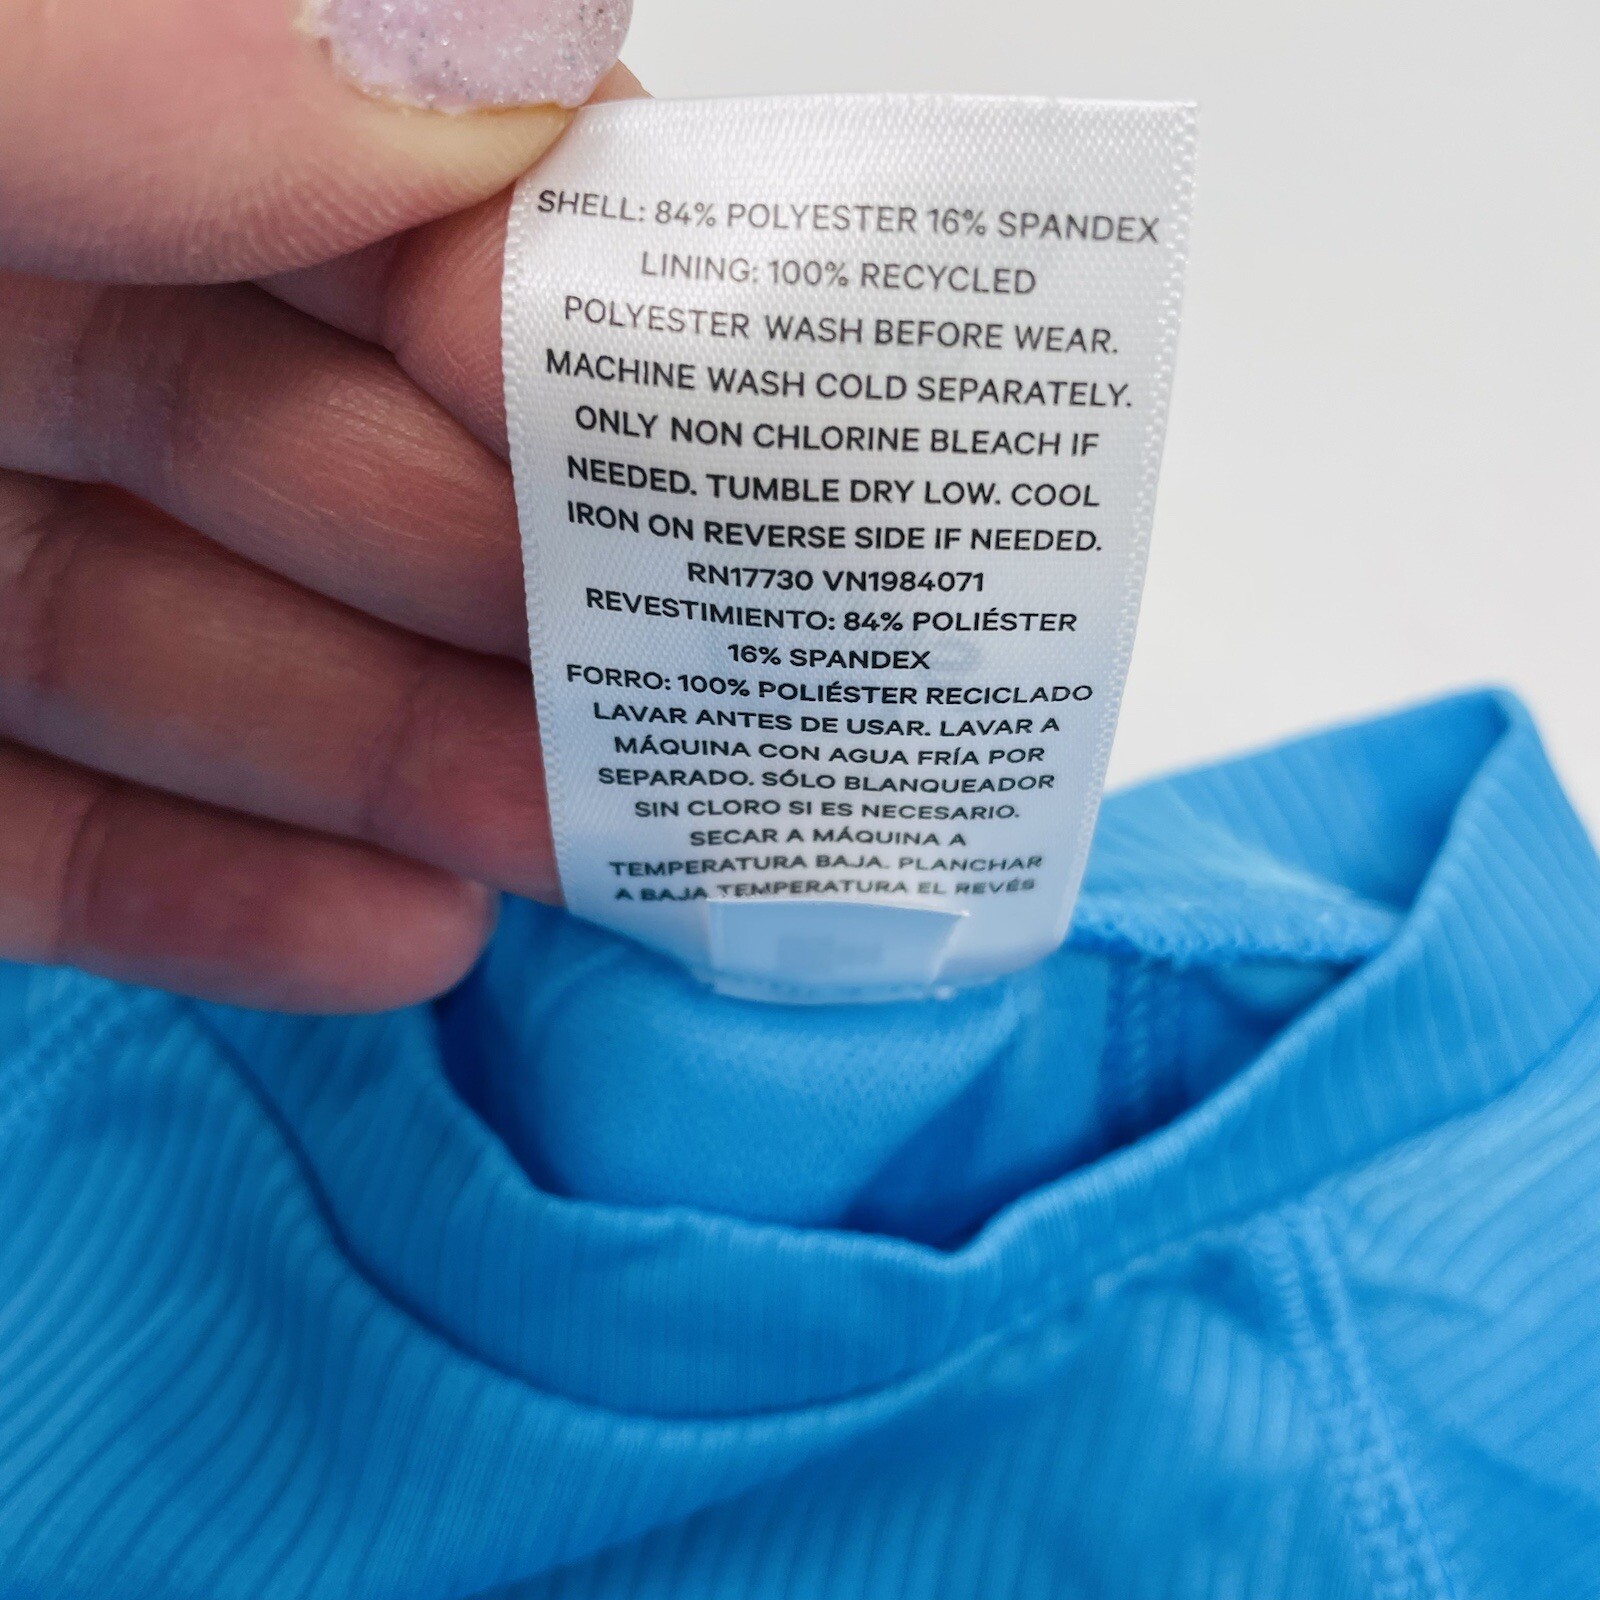 SHELL: 84% POLYESTER 16% SPANDEX
LINING: 100% RECYCLED
POLYESTER WASH BEFORE WEAR.
MACHINE WASH COLD SEPARATELY.
ONLY NON CHLORINE BLEACH IF
NEEDED. TUMBLE DRY LOW. COOL
IRON ON REVERSE SIDE IF NEEDED.
RN17730 VN1984071
REVESTIMIENTO: 84% POLIÉSTER
16% SPANDEX
FORRO: 100% POLIÉSTER RECICLADO
LAVAR ANTES DE USAR. LAVAR A
MÁQUINA CON AGUA FRÍA POR
SEPARADO. SÓLO BLANQUEADOR
SIN CLORO SI ES NECESARIO.
SECAR A MÁQUINA A
TEMPERATURA BAJA. PLANCHAR
A BAJA TEMPERATURA EL REVÉS